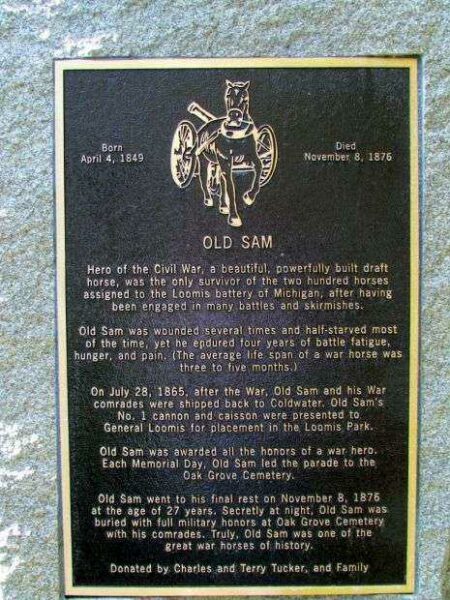 Born
April 4, 1849
Died
November 8, 1876
OLD SAM
Hero of the Civil War, a beautiful, powerfully built draft
horse, was the only survivor of the two hundred horses
assigned to the Loomis battery of Michigan, after having
been engaged in many battles and skirmishes.
Old Sam was wounded several times and half-starved most
of the time, yet he epdured four years of battle fatigue,
hunger, and pain. (The average life span of a war horse was
three to five months.)
On July 28, 1865, after the War, Old Sam and his War
comrades were shipped back to Coldwater. Old Sam's
No. 1 cannon and caisson were presented to
General Loomis for placement in the Loomis Park.
Old Sam was awarded all the honors of a war hero.
Each Memorial Day, Old Sam led the parade to the
Oak Grove Cemetery.
Old Sam went to his final rest on November 8, 1876
at the age of 27 years. Secretly at night, Old Sam was
buried with full military honors at Oak Grove Cemetery
with his comrades. Truly, Old Sam was one of the
great war horses of history.
Donated by Charles and Terry Tucker, and Family